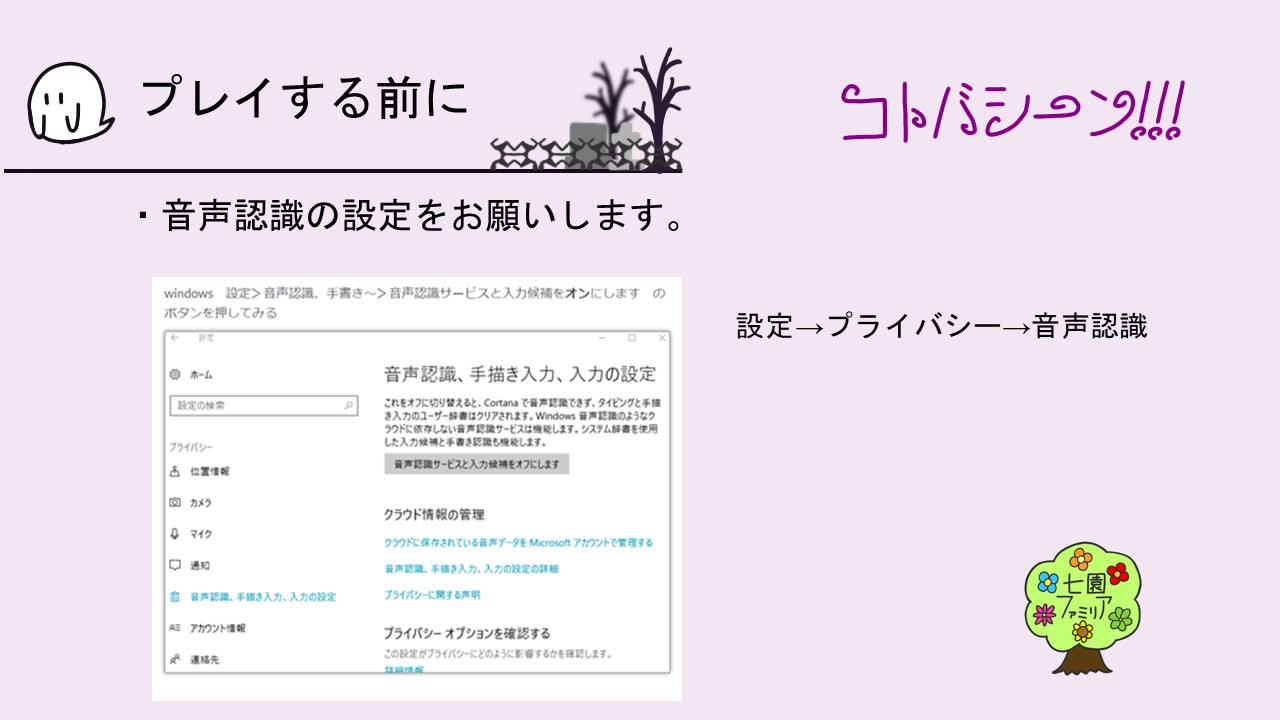 プレイする前に
コトバシーン!!!
・音声認識の設定をお願いします。
windows　設定>音声認識、手書き～>音声認識サービスと入力候補をオンにします　の
ボタンを押してみる
設定→プライバシー→音声認識
設定
ホーム
設定の検索
プライバシー
位置情報
カメラ
マイク
通知
音声認識、手描き入力、入力の設定
アカウント情報
連絡先
音声認識、手描き入力、入力の設定
これをオフに切り替えると、Cortana で音声認識できず、タイピングと手描
き入力のユーザー辞書はクリアされます。Windows 音声認識のようなク
ラウドに依存しない音声認識サービスは機能します。システム辞書を使用
した入力候補と手書き認識も機能します。
音声認識サービスと入力候補をオフにします
クラウド情報の管理
クラウドに保存されている音声データを Microsoft アカウントで管理する
音声認識、手描き入力、入力の設定の詳細
プライバシーに関する声明
プライバシー オプションを確認する
この設定がプライバシーにどのように影響するかを確認します。
詳細情報
七園
ファミリア